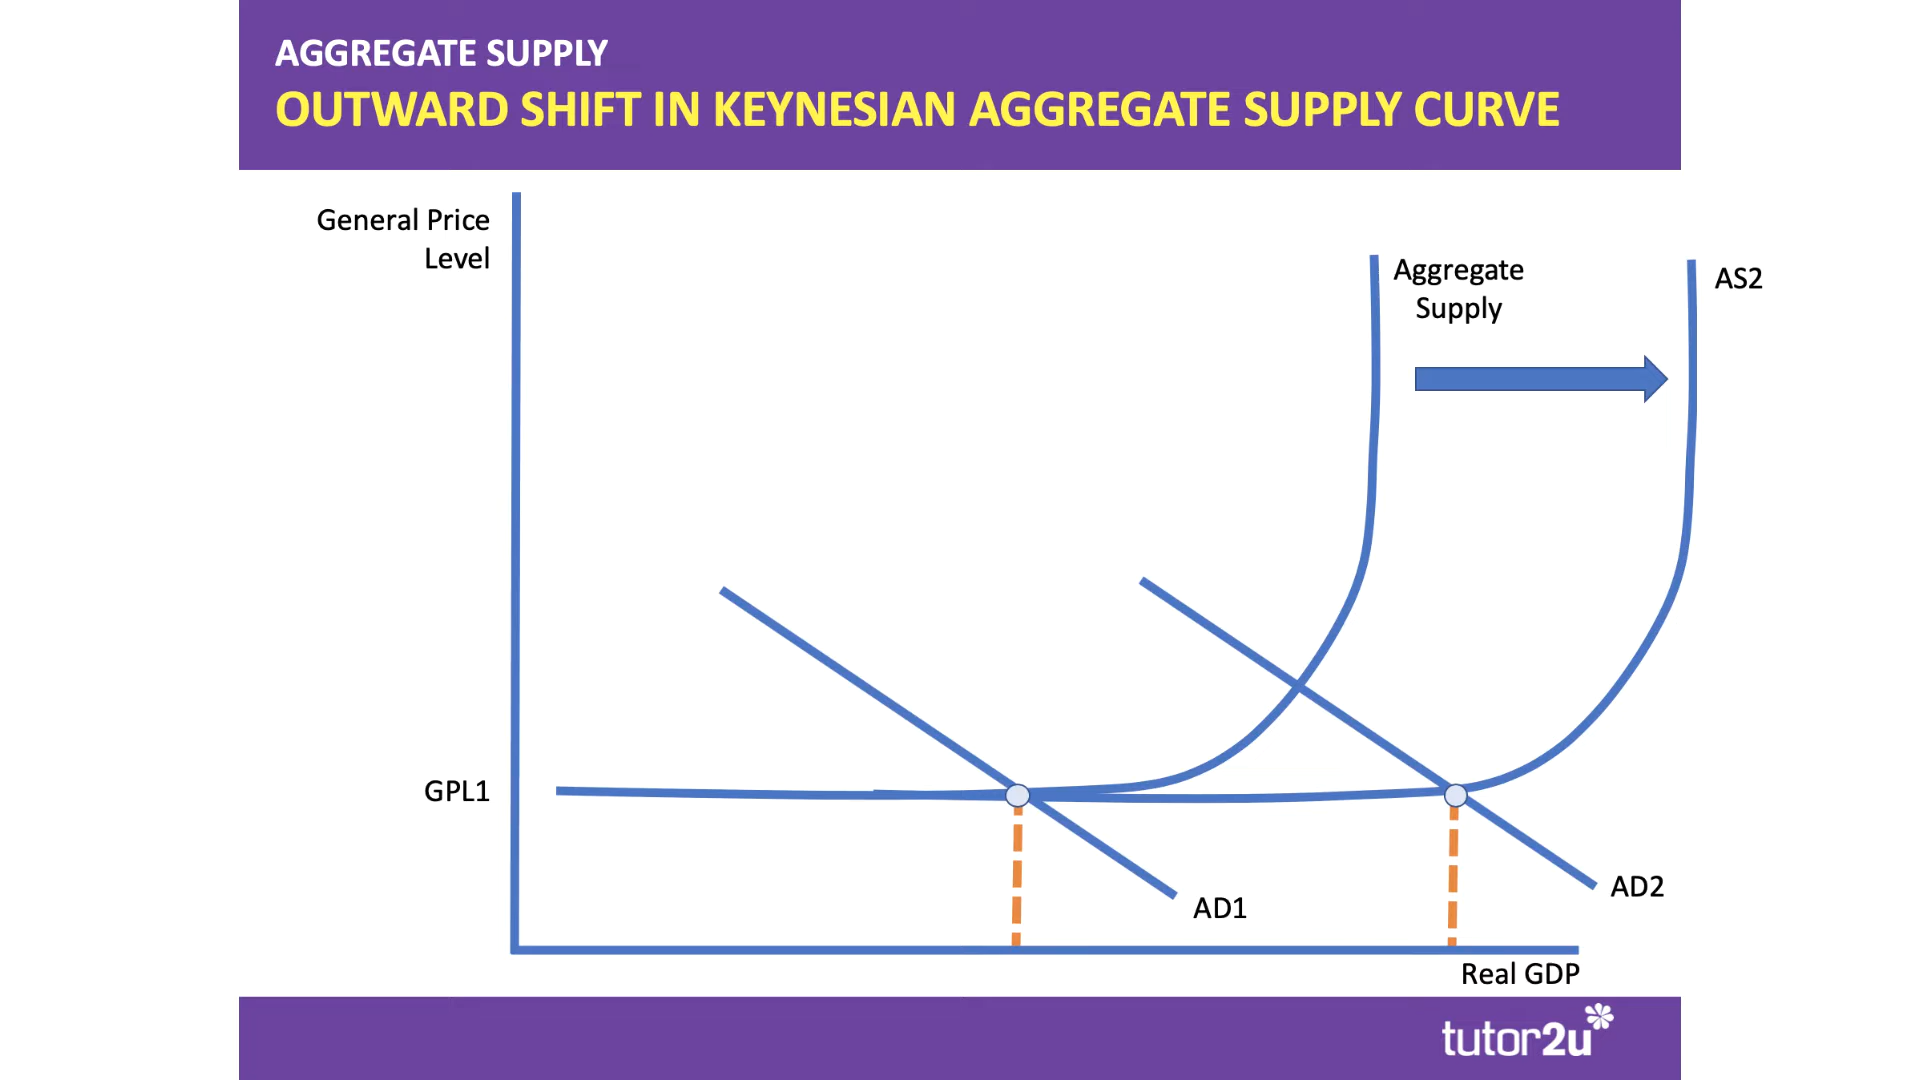 AGGREGATE SUPPLY
OUTWARD SHIFT IN KEYNESIAN AGGREGATE SUPPLY CURVE
General Price
Level
Aggregate
Supply
AS2
GPL1
AD1
AD2
Real GDP
tutor2u